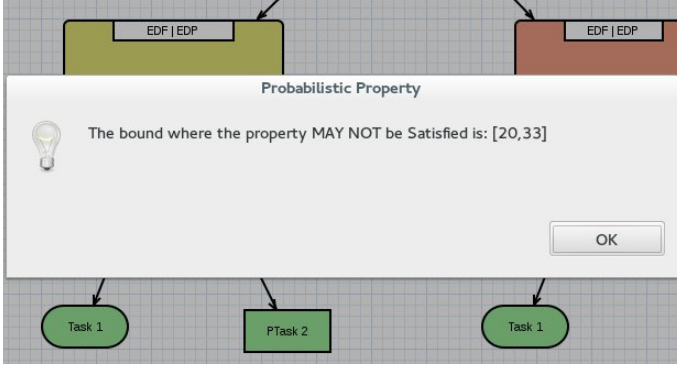 EDF | EDP
EDF | EDP
Probabilistic Property
The bound where the property MAY NOT be Satisfied is: [20,33]
OK
Task 1
PTask 2
Task 1